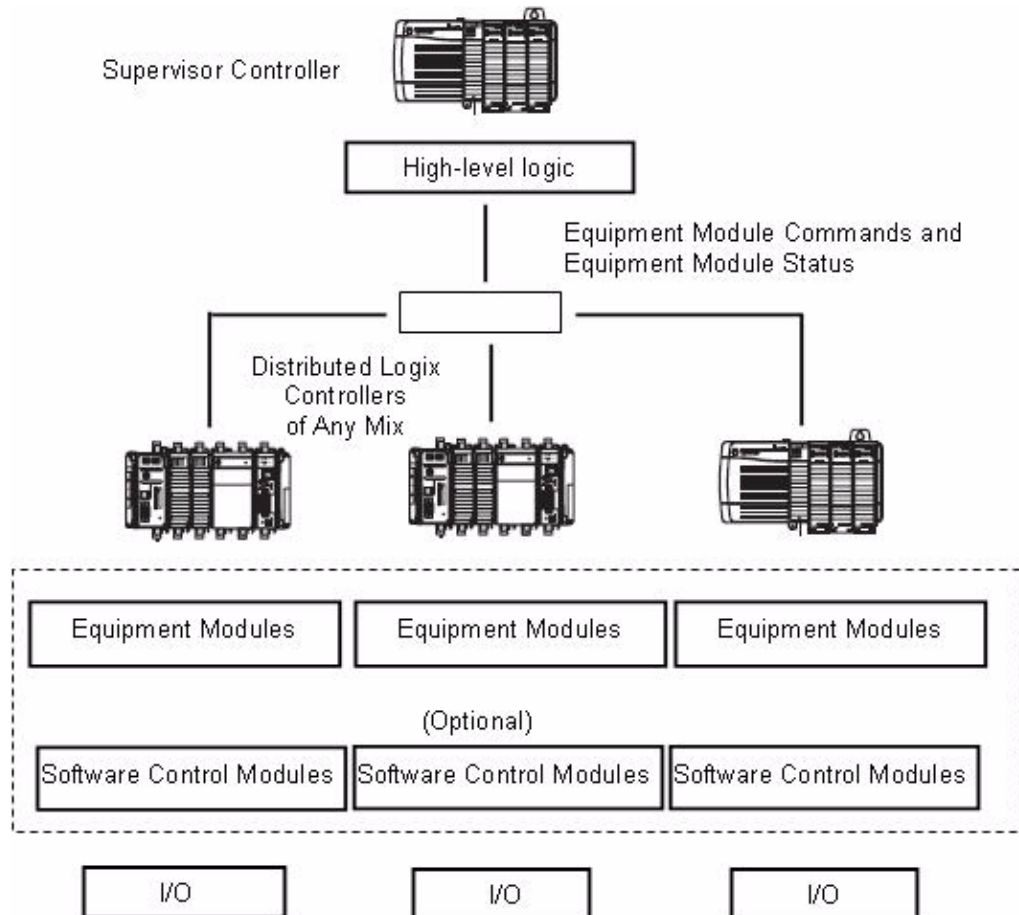 Supervisor Controller
High-level logic
Equipment Module Commands and
Equipment Module Status
Distributed Logix
Controllers
of Any Mix
Equipment Modules
Equipment Modules
Equipment Modules
(Optional)
Software Control Modules
Software Control Modules
Software Control Modules
I/O
I/O
I/O